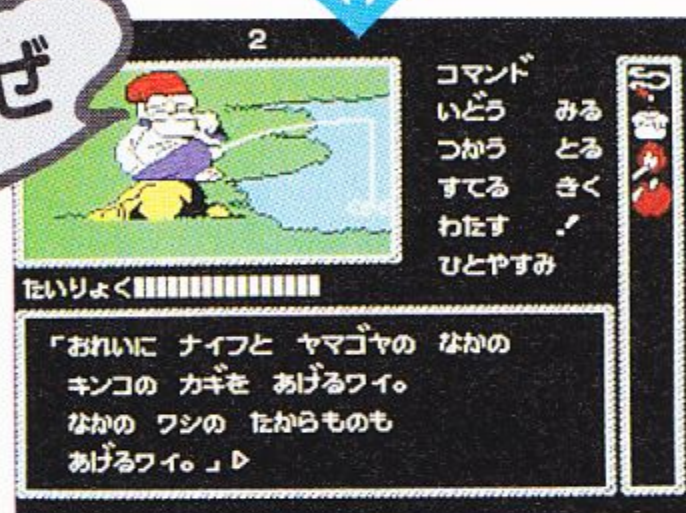 ぜ
2
コマンド
いどう みる
つかう とる
すてる きく
わたす !
ひとやすみ
たいりょく
「おれいに ナイフと ヤマゴヤの なかの
キンコの カギを あげるワイ。
なかの ワシの たからものも
あげるワイ。」▷